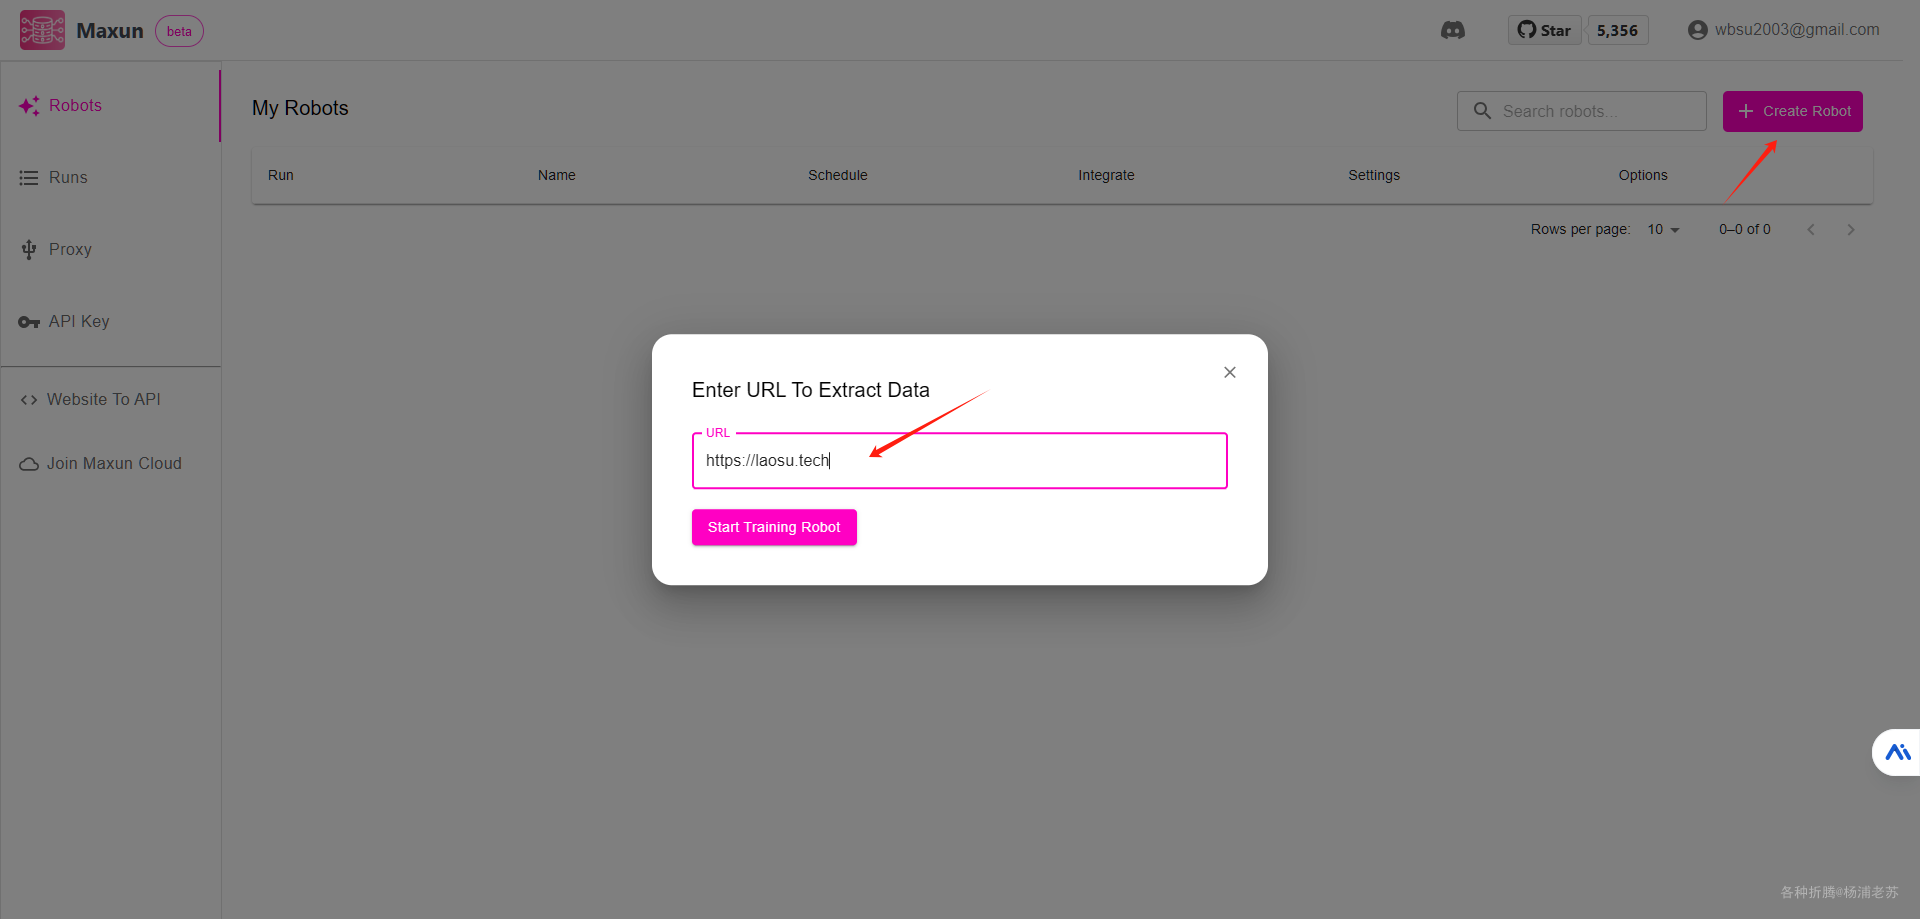 Maxun beta
Star 5,356 wbsu2003@gmail.com
Robots
My Robots
Search robots...
Create Robot
Runs
Run Name Schedule Integrate Settings Options
Proxy
Rows per page: 10 0–0 of 0
API Key
Website To API
Join Maxun Cloud
Enter URL To Extract Data
URL
https://laosu.tech
Start Training Robot
各种折腾@杨浦老苏